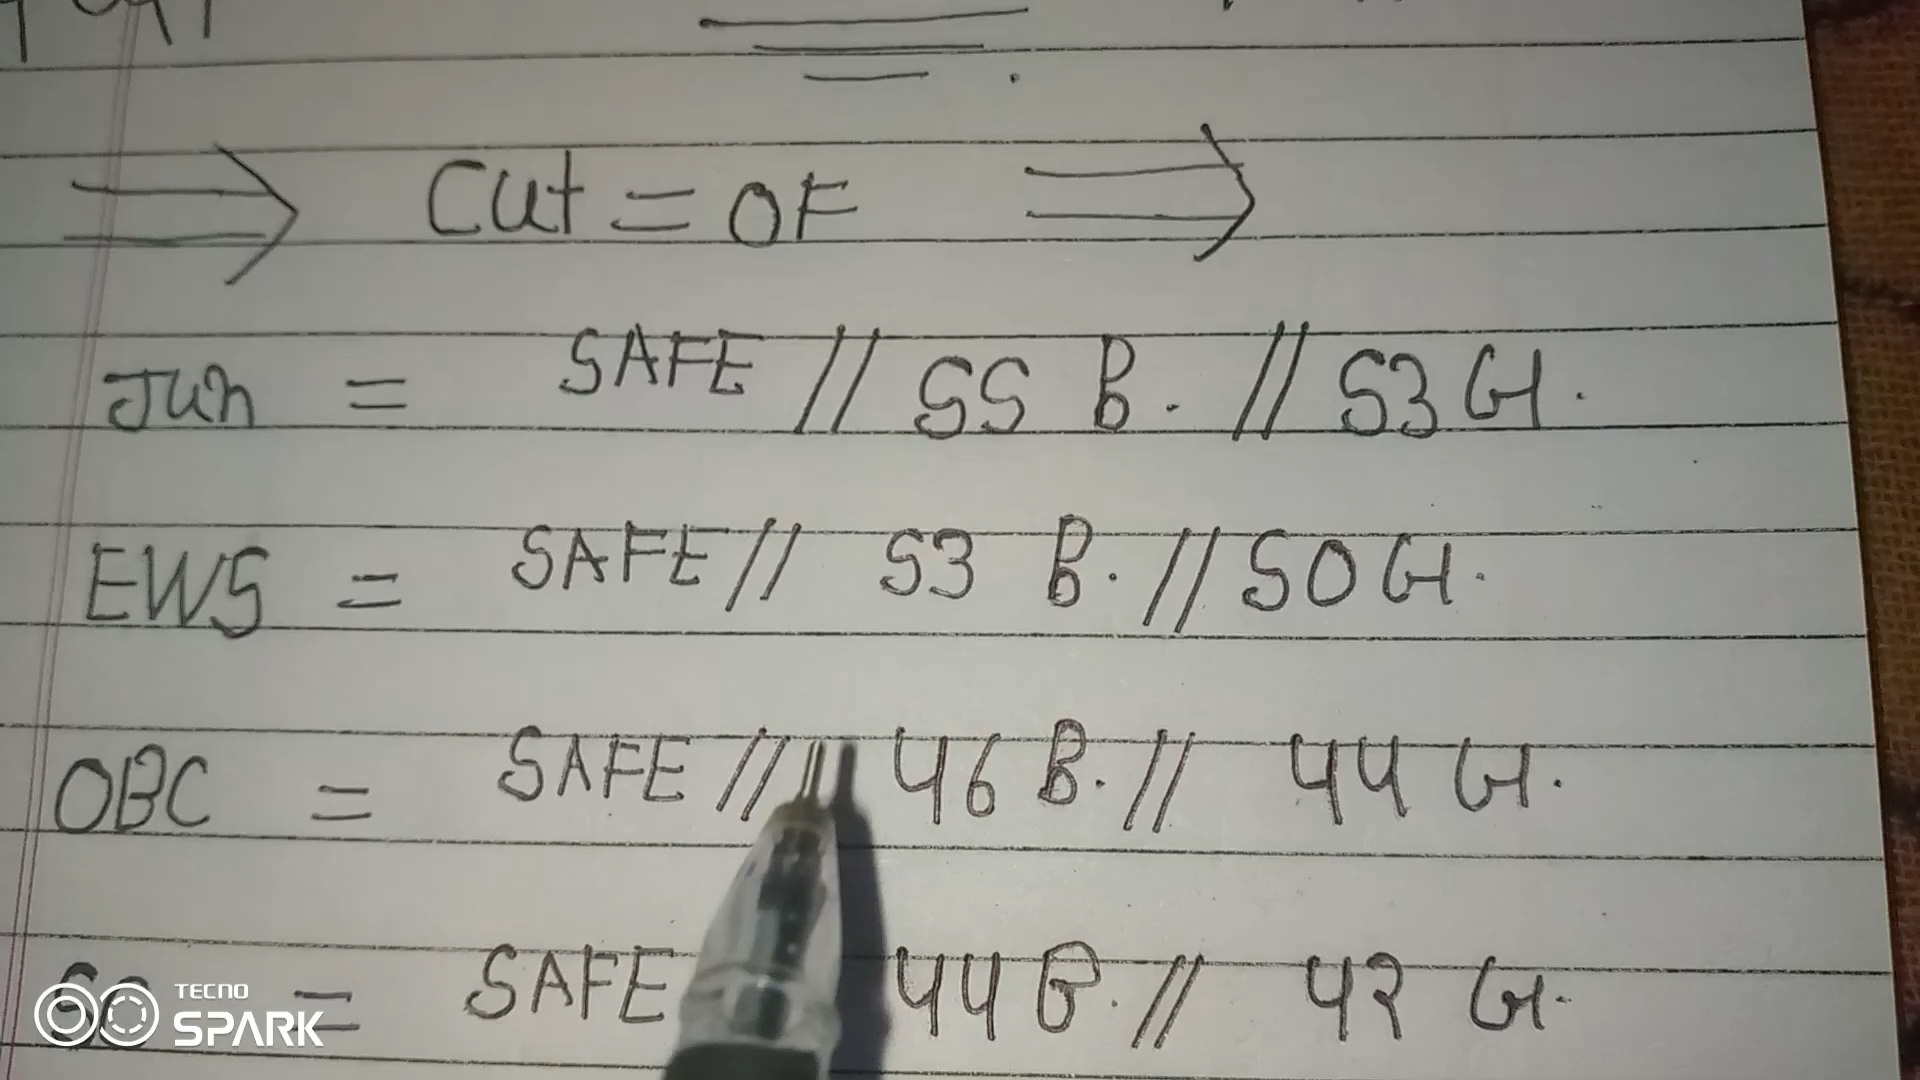 ⇒ Cut = OF ⇒
Jun = SAFE // 55 B. // 53 G.
EWS = SAFE // 53 B. // 50 G.
OBC = SAFE // 46 B. // 44 G.
SC = SAFE 44 B. // 42 G.
TECNO
SPARK